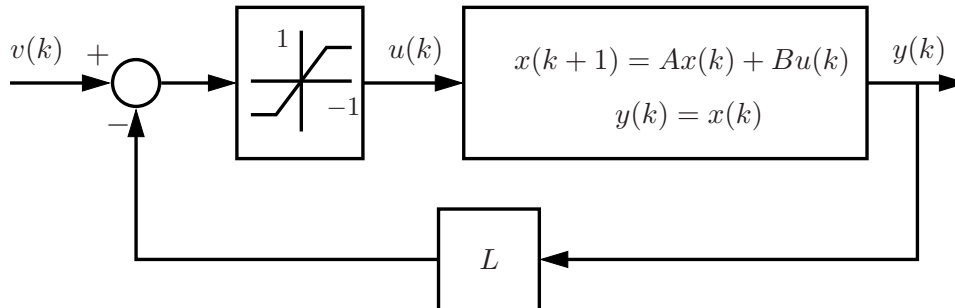 v(k)
+
−
1
−1
u(k)
x(k + 1) = Ax(k) + Bu(k)
y(k) = x(k)
y(k)
L